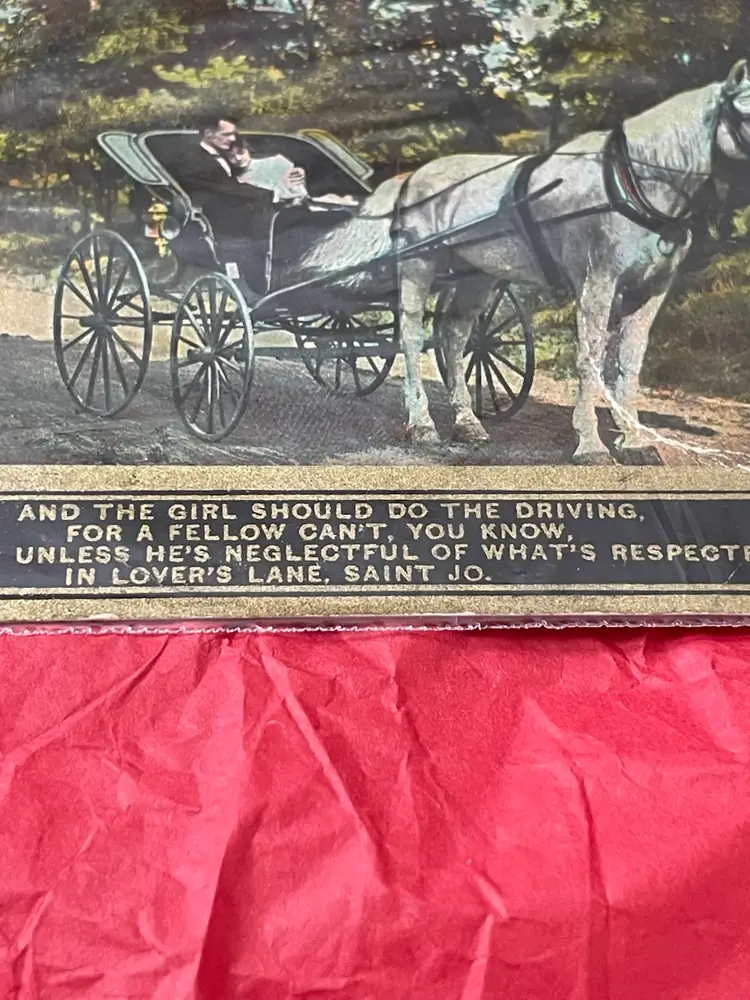 AND THE GIRL SHOULD DO THE DRIVING,
FOR A FELLOW CAN'T, YOU KNOW,
UNLESS HE'S NEGLECTFUL OF WHAT'S
IN LOVER'S LANE, SAINT JO.